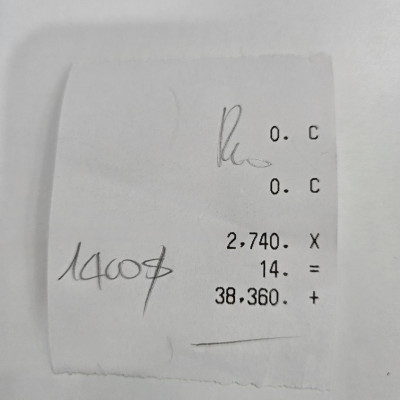 0. C
0. C
2,740. X
1400$
14. =
38,360. +